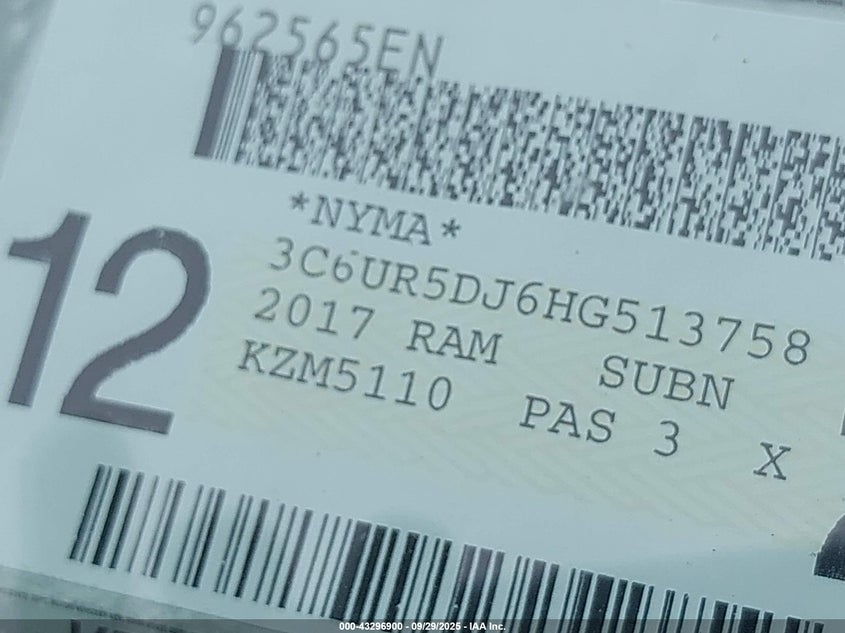 962565EN
*NYMA*
12
3C6UR5DJ6HG513758
2017 RAM SUBN
KZM5110 PAS 3 X
000-43296900 - 09/29/2025 - IAA Inc.